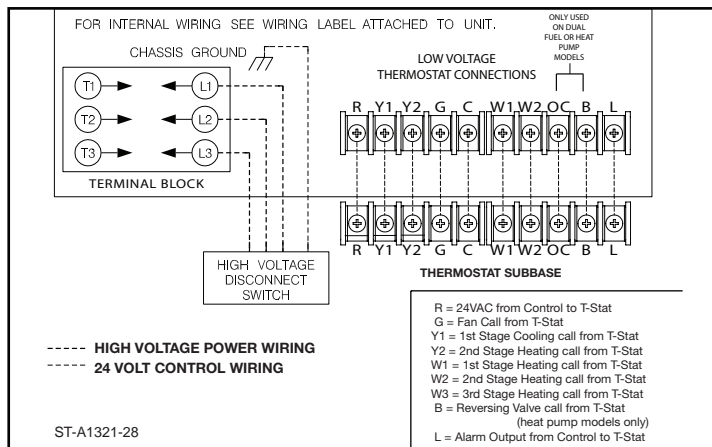 FOR INTERNAL WIRING SEE WIRING LABEL ATTACHED TO UNIT.
ONLY USED
ON DUAL
FUEL OR HEAT
PUMP
MODELS
CHASSIS GROUND
LOW VOLTAGE
THERMOSTAT CONNECTIONS
T1 L1
T2 L2
T3 L3
TERMINAL BLOCK
R Y1 Y2 G C W1 W2 OC B L
R Y1 Y2 G C W1 W2 OC B L
THERMOSTAT SUBBASE
HIGH VOLTAGE
DISCONNECT
SWITCH
HIGH VOLTAGE POWER WIRING
24 VOLT CONTROL WIRING
R = 24VAC from Control to T-Stat
G = Fan Call from T-Stat
Y1 = 1st Stage Cooling call from T-Stat
Y2 = 2nd Stage Heating call from T-Stat
W1 = 1st Stage Heating call from T-Stat
W2 = 2nd Stage Heating call from T-Stat
W3 = 3rd Stage Heating call from T-Stat
B = Reversing Valve call from T-Stat
(heat pump models only)
L = Alarm Output from Control to T-Stat
ST-A1321-28